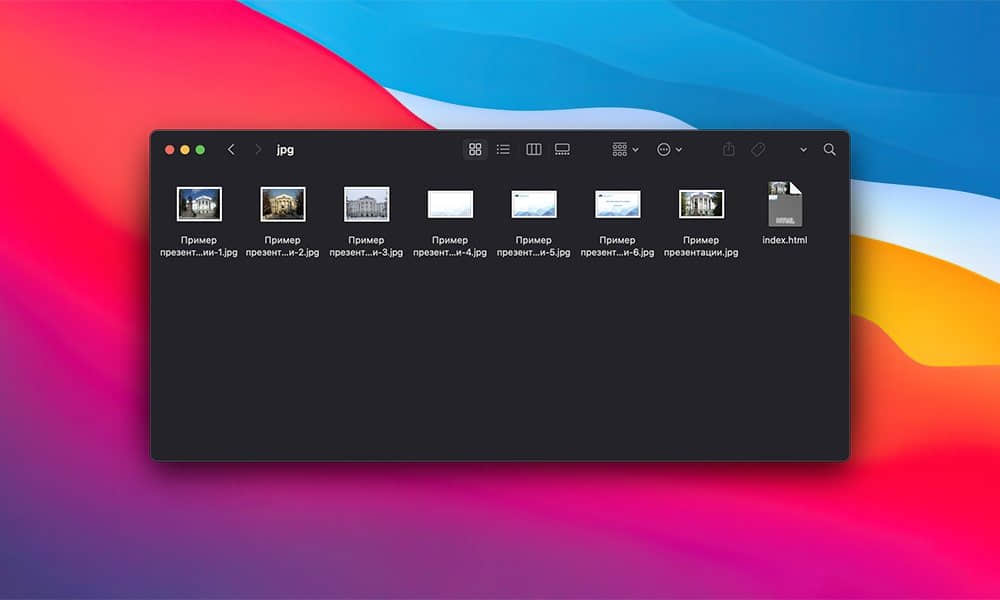 jpg
Пример
презент...ии-1.jpg
Пример
презент...и-2.jpg
Пример
презент...и-3.jpg
Пример
презент...и-4.jpg
Пример
презент...и-5.jpg
Пример
презент...и-6.jpg
Пример
презентации.jpg
index.html